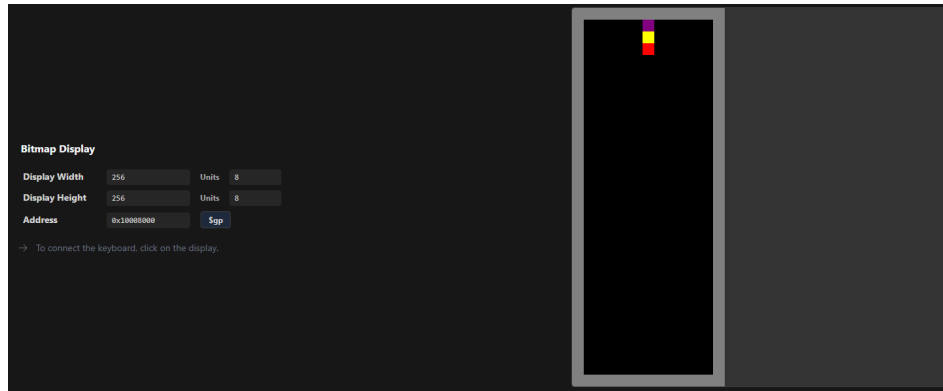 Bitmap Display
Display Width 256 Units 8
Display Height 256 Units 8
Address 0x10008000 $gp
→ To connect the keyboard, click on the display.